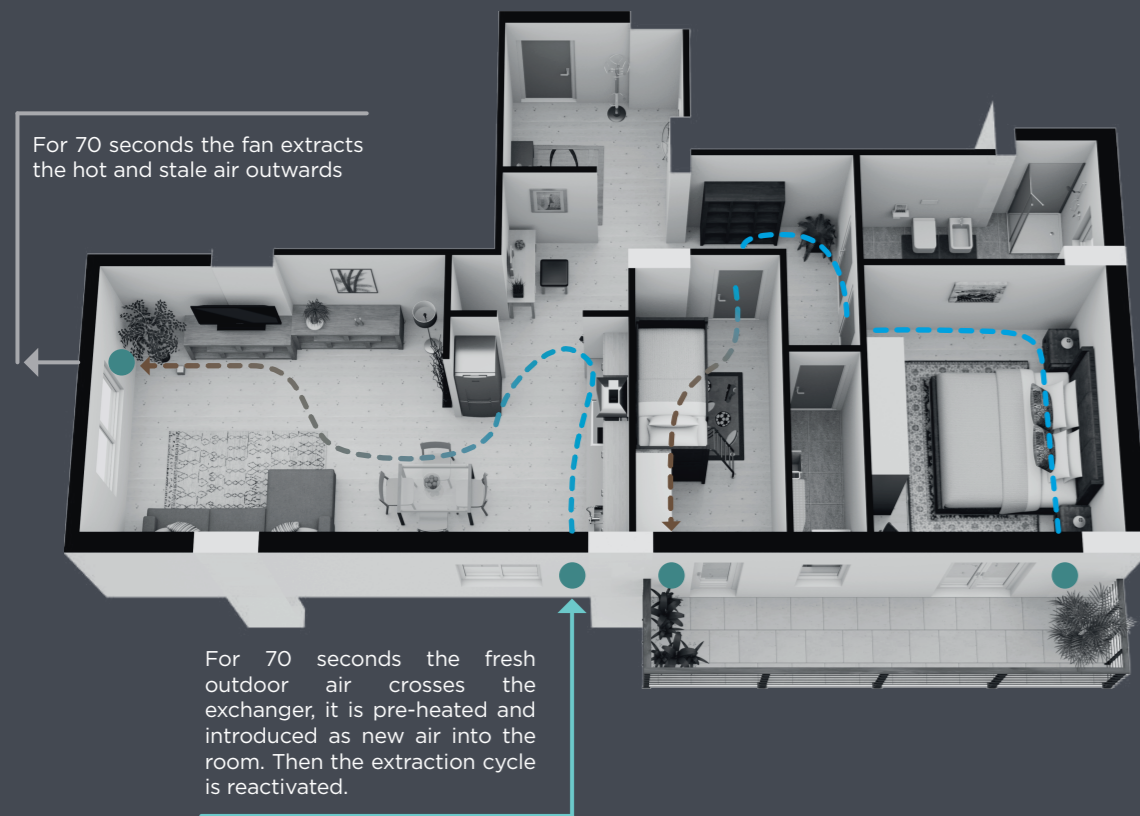 For 70 seconds the fan extracts
the hot and stale air outwards
For 70 seconds the fresh
outdoor air crosses the
exchanger, it is pre-heated and
introduced as new air into the
room. Then the extraction cycle
is reactivated.